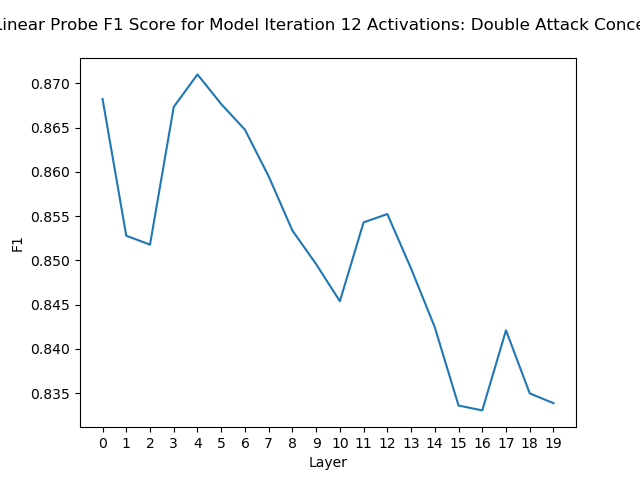 Linear Probe F1 Score for Model Iteration 12 Activations: Double Attack Conce
0.870
0.865
0.860
0.855
0.850
0.845
0.840
0.835
F1
0 1 2 3 4 5 6 7 8 9 10 11 12 13 14 15 16 17 18 19
Layer